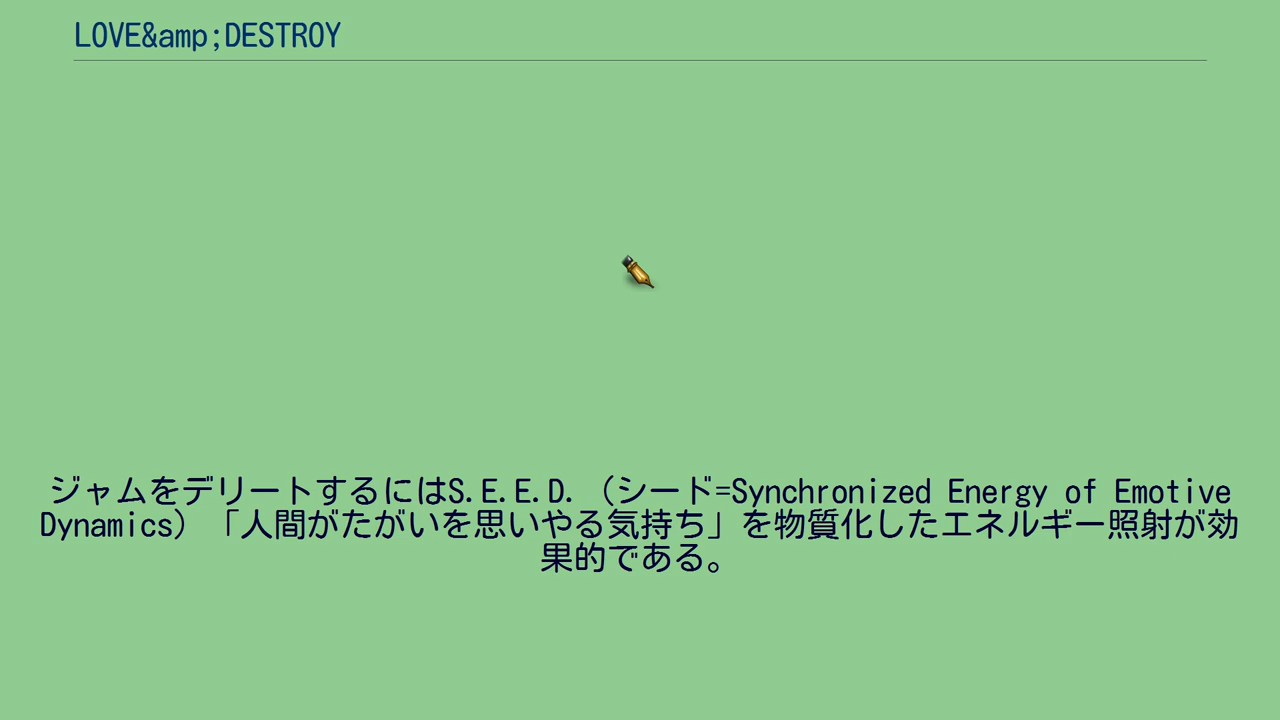 LOVE&amp;DESTROY
ジャムをデリートするにはS.E.E.D.（シード=Synchronized Energy of Emotive
Dynamics）「人間がたがいを思いやる気持ち」を物質化したエネルギー照射が効
果的である。